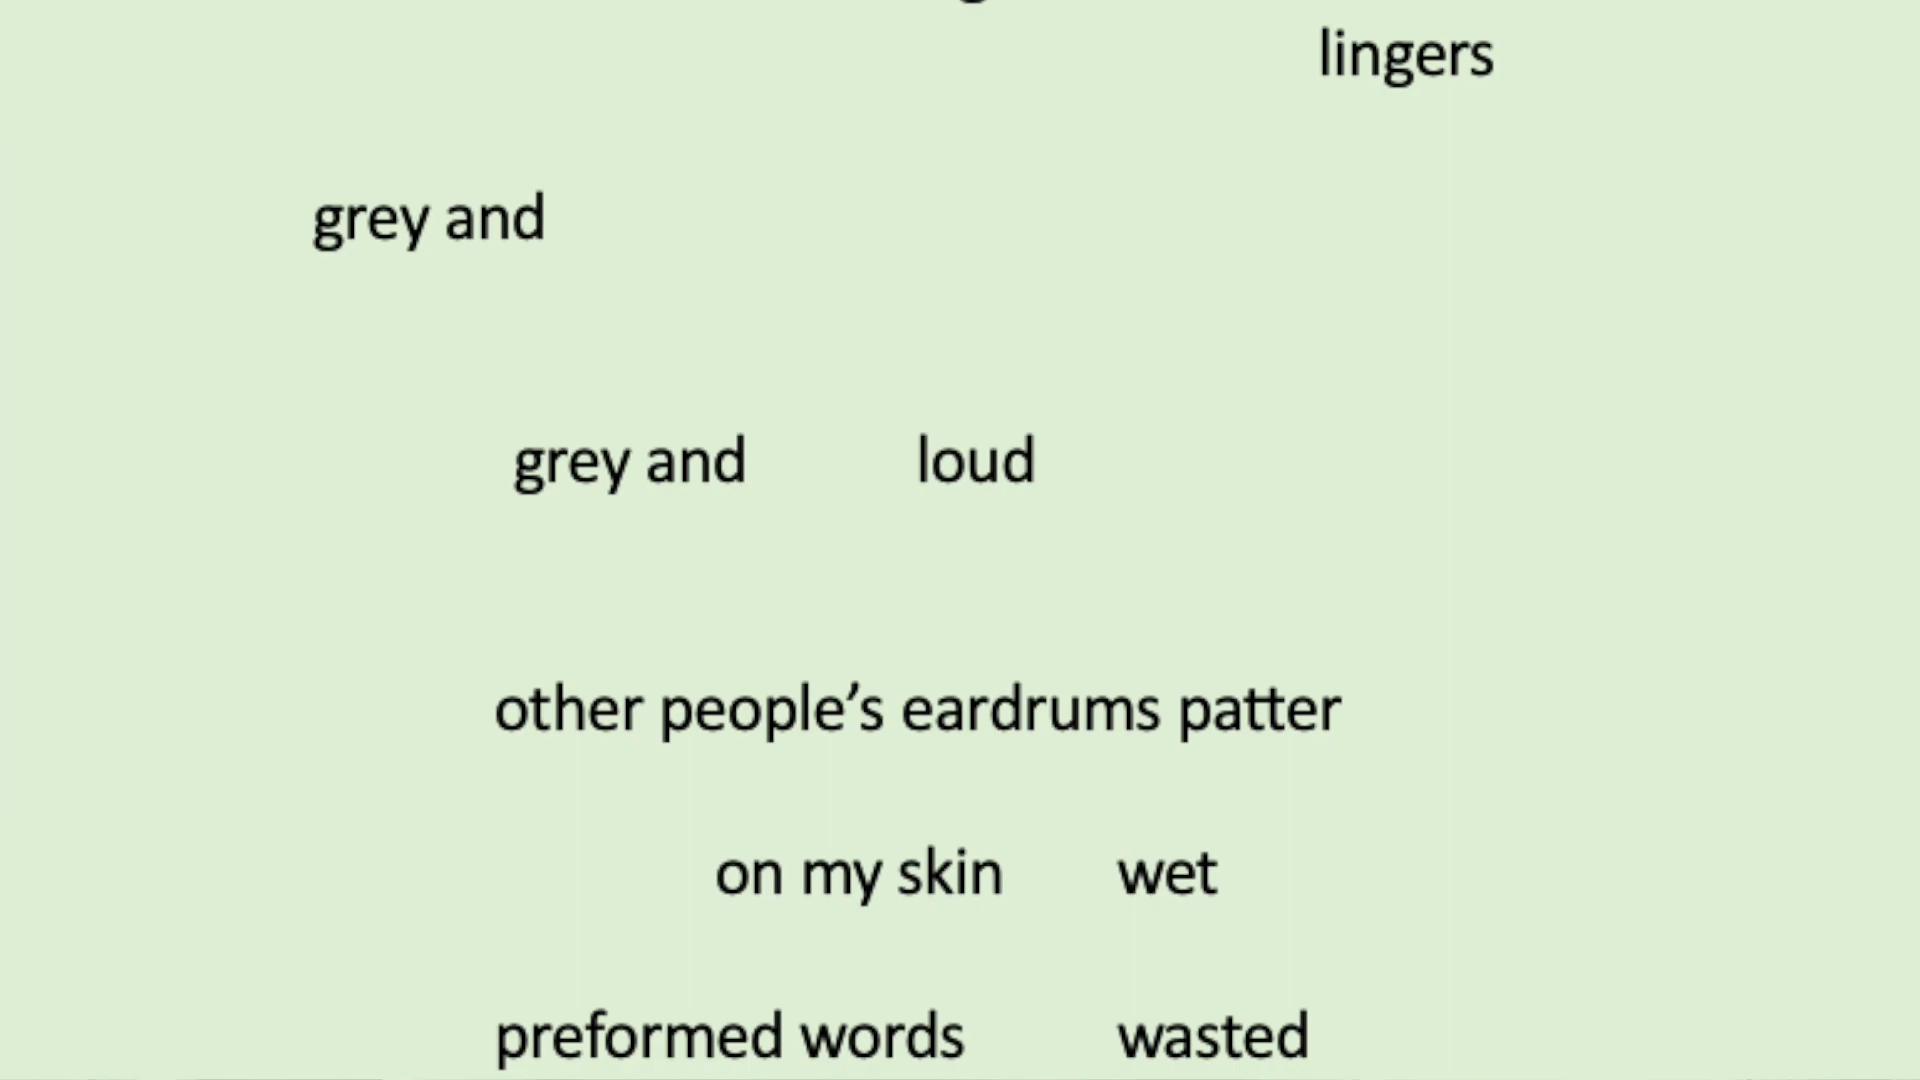 lingers
grey and
grey and loud
other people’s eardrums patter
on my skin wet
preformed words wasted